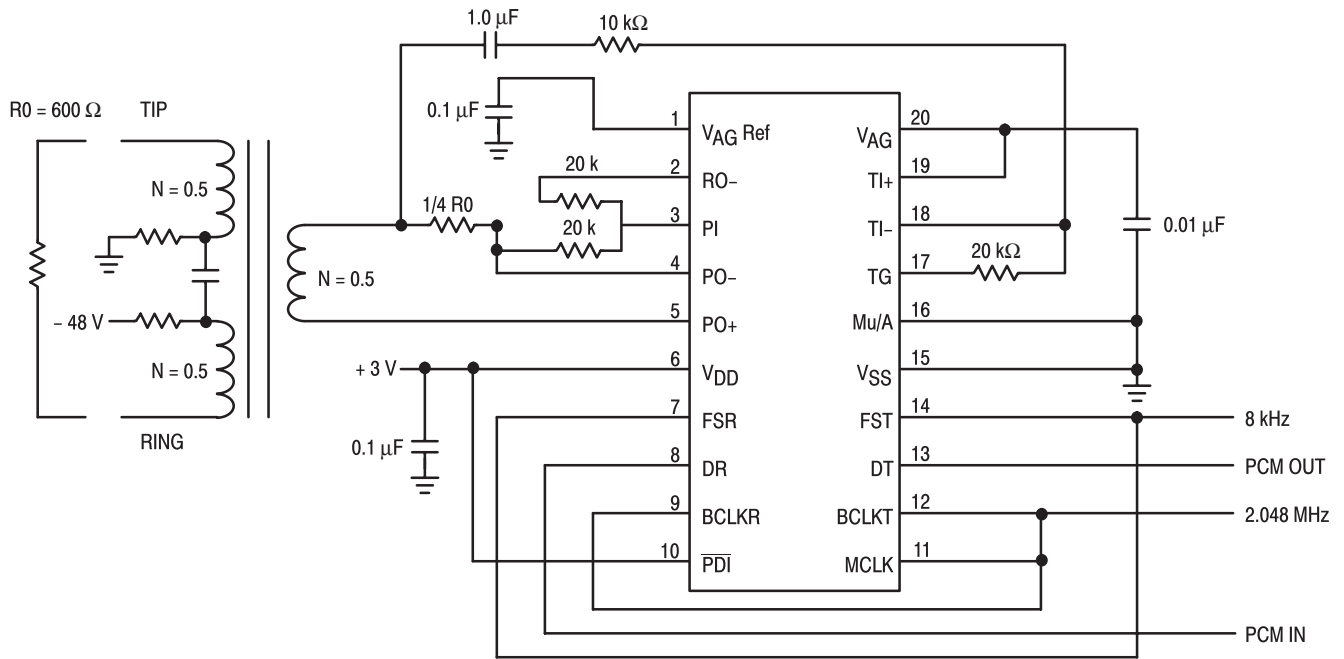 1.0 µF
10 kΩ
R0 = 600 Ω
TIP
0.1 µF
N = 0.5
– 48 V
N = 0.5
RING
N = 0.5
1/4 R0
20 k
20 k
+ 3 V
0.1 µF
1 VAG Ref
2 RO–
3 PI
4 PO–
5 PO+
6 VDD
7 FSR
8 DR
9 BCLKR
10 PDI
VAG 20
TI+ 19
TI– 18
TG 17
20 kΩ
Mu/A 16
VSS 15
FST 14
DT 13
BCLKT 12
MCLK 11
0.01 µF
8 kHz
PCM OUT
2.048 MHz
PCM IN